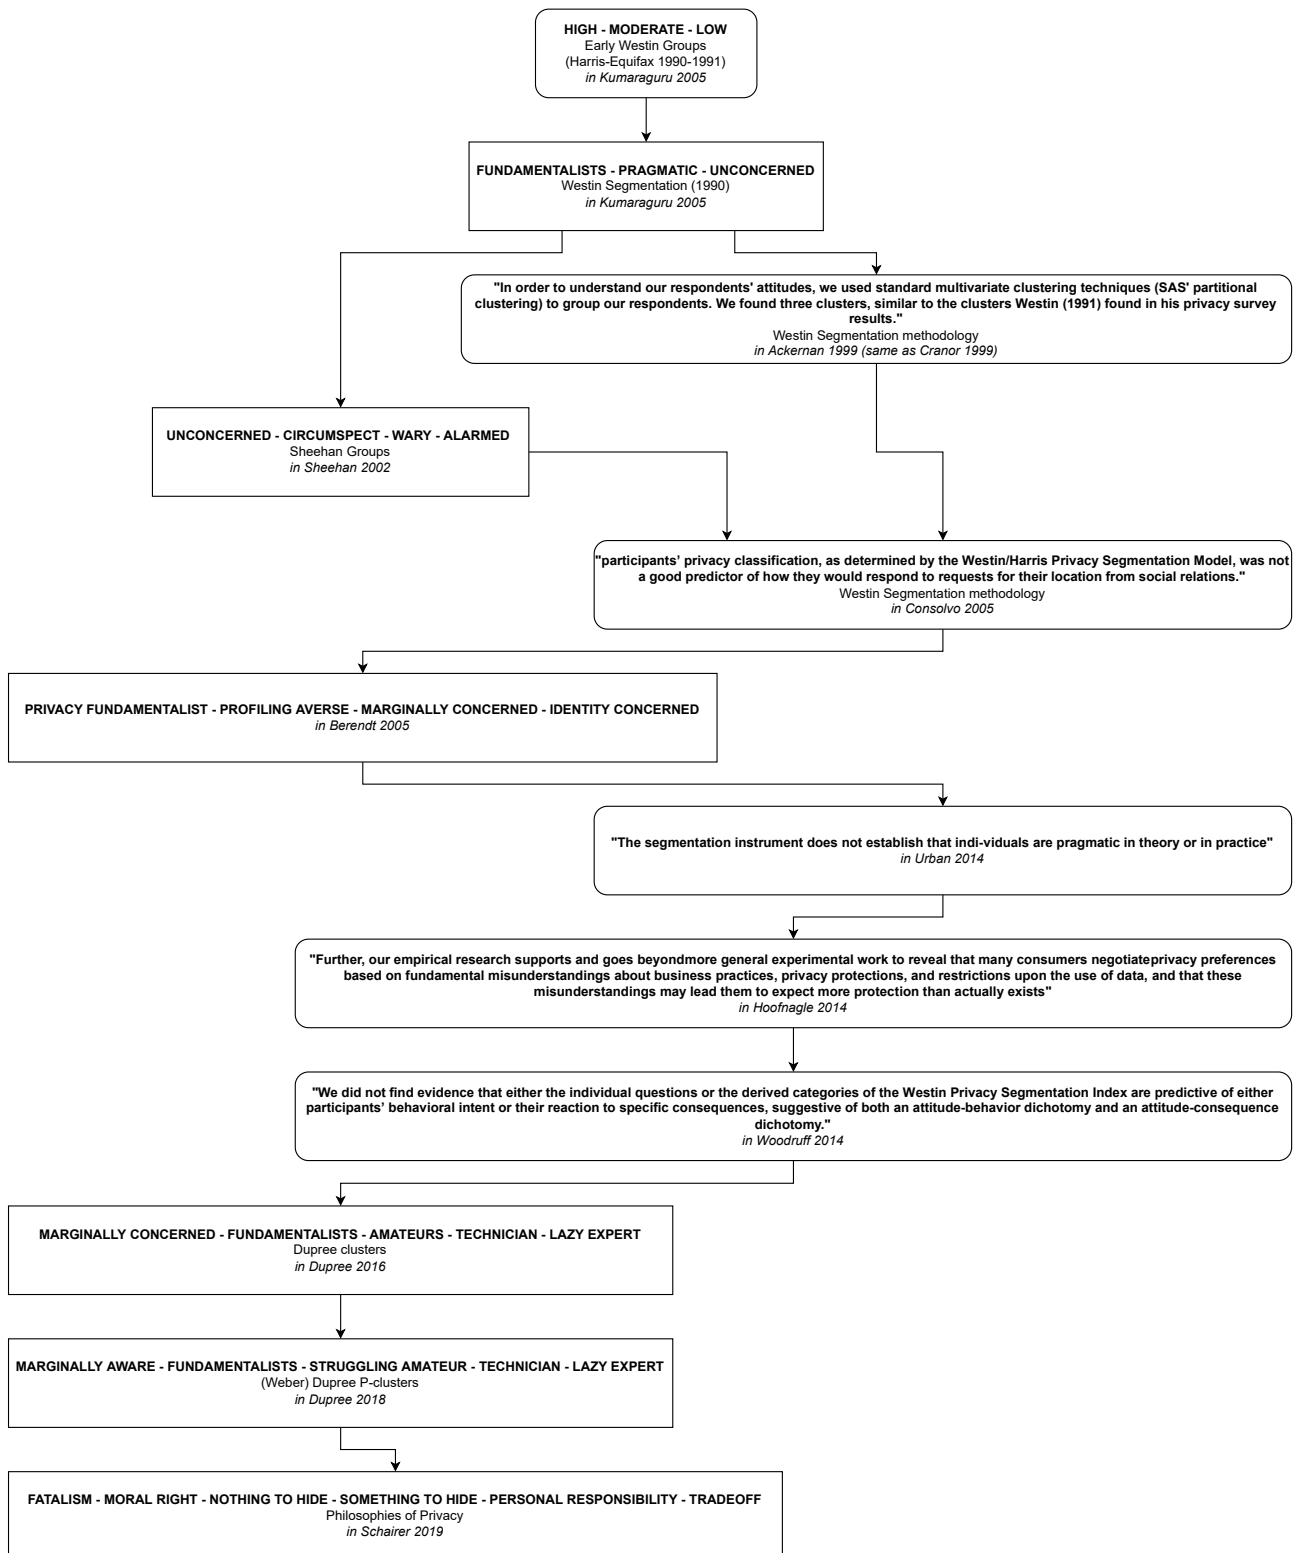 HIGH - MODERATE - LOW
Early Westin Groups
(Harris-Equifax 1990-1991)
in Kumaraguru 2005
FUNDAMENTALISTS - PRAGMATIC - UNCONCERNED
Westin Segmentation (1990)
in Kumaraguru 2005
"In order to understand our respondents' attitudes, we used standard multivariate clustering techniques (SAS' partitional
clustering) to group our respondents. We found three clusters, similar to the clusters Westin (1991) found in his privacy survey
results."
Westin Segmentation methodology
in Ackernan 1999 (same as Cranor 1999)
UNCONCERNED - CIRCUMSPECT - WARY - ALARMED
Sheehan Groups
in Sheehan 2002
"participants’ privacy classification, as determined by the Westin/Harris Privacy Segmentation Model, was not
a good predictor of how they would respond to requests for their location from social relations."
Westin Segmentation methodology
in Consolvo 2005
PRIVACY FUNDAMENTALIST - PROFILING AVERSE - MARGINALLY CONCERNED - IDENTITY CONCERNED
in Berendt 2005
"The segmentation instrument does not establish that indi-viduals are pragmatic in theory or in practice"
in Urban 2014
"Further, our empirical research supports and goes beyondmore general experimental work to reveal that many consumers negotiateprivacy preferences
based on fundamental misunderstandings about business practices, privacy protections, and restrictions upon the use of data, and that these
misunderstandings may lead them to expect more protection than actually exists"
in Hoofnagle 2014
"We did not find evidence that either the individual questions or the derived categories of the Westin Privacy Segmentation Index are predictive of either
participants’ behavioral intent or their reaction to specific consequences, suggestive of both an attitude-behavior dichotomy and an attitude-consequence
dichotomy."
in Woodruff 2014
MARGINALLY CONCERNED - FUNDAMENTALISTS - AMATEURS - TECHNICIAN - LAZY EXPERT
Dupree clusters
in Dupree 2016
MARGINALLY AWARE - FUNDAMENTALISTS - STRUGGLING AMATEUR - TECHNICIAN - LAZY EXPERT
(Weber) Dupree P-clusters
in Dupree 2018
FATALISM - MORAL RIGHT - NOTHING TO HIDE - SOMETHING TO HIDE - PERSONAL RESPONSIBILITY - TRADEOFF
Philosophies of Privacy
in Schairer 2019